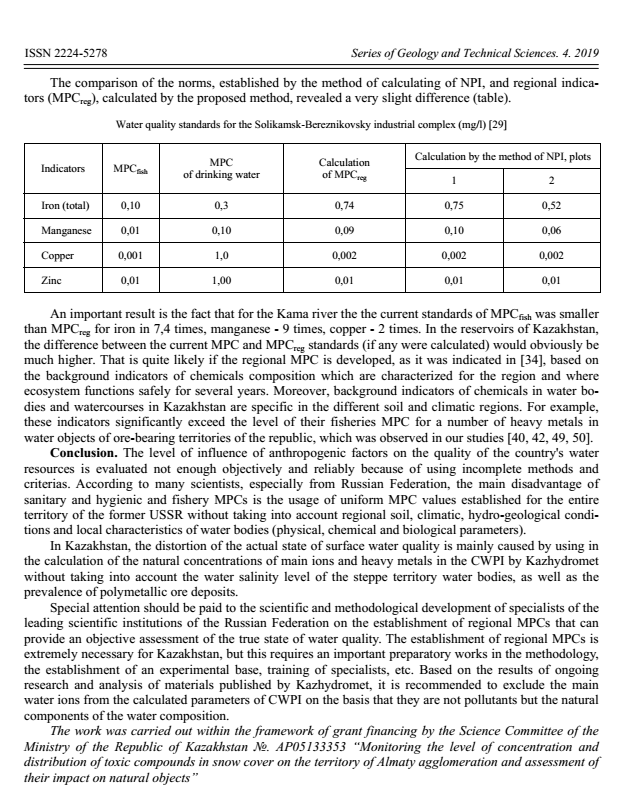 ISSN 2224-5278 Series of Geology and Technical Sciences. 4. 2019
The comparison of the norms, established by the method of calculating of NPI, and regional indica-
tors (MPCreg), calculated by the proposed method, revealed a very slight difference (table).
Water quality standards for the Solikamsk-Bereznikovsky industrial complex (mg/l) [29]
Indicators MPCfish MPC of drinking water Calculation of MPCreg Calculation by the method of NPI, plots
1 2
Iron (total) 0,10 0,3 0,74 0,75 0,52
Manganese 0,01 0,10 0,09 0,10 0,06
Copper 0,001 1,0 0,002 0,002 0,002
Zinc 0,01 1,00 0,01 0,01 0,01
An important result is the fact that for the Kama river the the current standards of MPCfish was smaller
than MPCreg for iron in 7,4 times, manganese - 9 times, copper - 2 times. In the reservoirs of Kazakhstan,
the difference between the current MPC and MPCreg standards (if any were calculated) would obviously be
much higher. That is quite likely if the regional MPC is developed, as it was indicated in [34], based on
the background indicators of chemicals composition which are characterized for the region and where
ecosystem functions safely for several years. Moreover, background indicators of chemicals in water bo-
dies and watercourses in Kazakhstan are specific in the different soil and climatic regions. For example,
these indicators significantly exceed the level of their fisheries MPC for a number of heavy metals in
water objects of ore-bearing territories of the republic, which was observed in our studies [40, 42, 49, 50].
Conclusion. The level of influence of anthropogenic factors on the quality of the country's water
resources is evaluated not enough objectively and reliably because of using incomplete methods and
criterias. According to many scientists, especially from Russian Federation, the main disadvantage of
sanitary and hygienic and fishery MPCs is the usage of uniform MPC values established for the entire
territory of the former USSR without taking into account regional soil, climatic, hydro-geological condi-
tions and local characteristics of water bodies (physical, chemical and biological parameters).
In Kazakhstan, the distortion of the actual state of surface water quality is mainly caused by using in
the calculation of the natural concentrations of main ions and heavy metals in the CWPI by Kazhydromet
without taking into account the water salinity level of the steppe territory water bodies, as well as the
prevalence of polymetallic ore deposits.
Special attention should be paid to the scientific and methodological development of specialists of the
leading scientific institutions of the Russian Federation on the establishment of regional MPCs that can
provide an objective assessment of the true state of water quality. The establishment of regional MPCs is
extremely necessary for Kazakhstan, but this requires an important preparatory works in the methodology,
the establishment of an experimental base, training of specialists, etc. Based on the results of ongoing
research and analysis of materials published by Kazhydromet, it is recommended to exclude the main
water ions from the calculated parameters of CWPI on the basis that they are not pollutants but the natural
components of the water composition.
The work was carried out within the framework of grant financing by the Science Committee of the
Ministry of the Republic of Kazakhstan №. AP05133353 “Monitoring the level of concentration and
distribution of toxic compounds in snow cover on the territory of Almaty agglomeration and assessment of
their impact on natural objects”